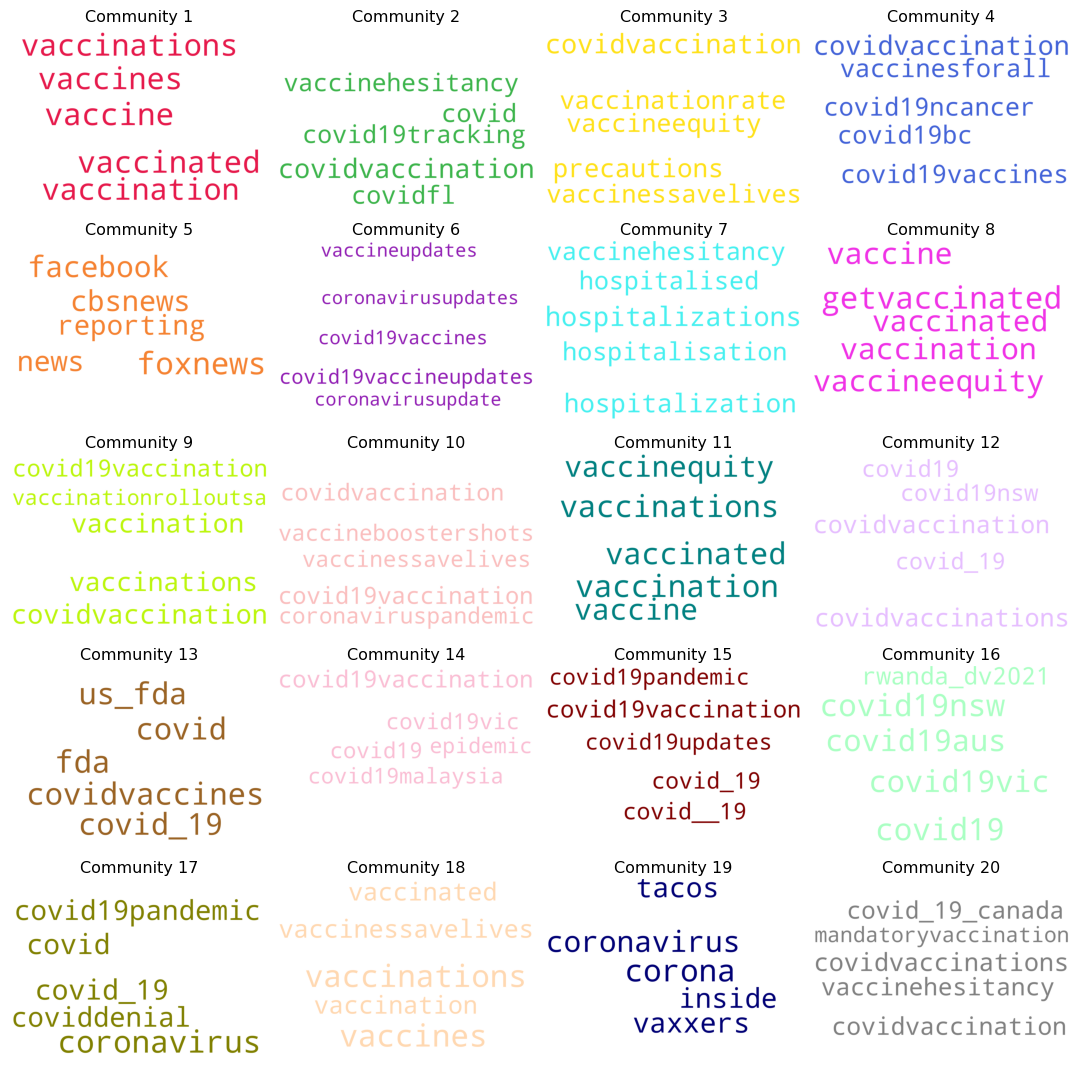 Community 1
vaccinations
vaccines
vaccine
vaccinated
vaccination
Community 2
vaccinehesitancy
covid
covid19tracking
covidvaccination
covidfl
Community 3
covidvaccination
vaccinationrate
vaccineequity
precautions
vaccinessavelives
Community 4
covidvaccination
vaccinesforall
covid19ncancer
covid19bc
covid19vaccines
Community 5
facebook
cbsnews
reporting
news foxnews
Community 6
vaccineupdates
coronavirusupdates
covid19vaccines
covid19vaccineupdates
coronavirusupdate
Community 7
vaccinehesitancy
hospitalised
hospitalizations
hospitalisation
hospitalization
Community 8
vaccine
getvaccinated
vaccinated
vaccination
vaccineequity
Community 9
covid19vaccination
vaccinationrolloutsa
vaccination
vaccinations
covidvaccination
Community 10
covidvaccination
vaccineboostershots
vaccinessavelives
covid19vaccination
coronaviruspandemic
Community 11
vaccinequity
vaccinations
vaccinated
vaccination
vaccine
Community 12
covid19
covid19nsw
covidvaccination
covid_19
covidvaccinations
Community 13
us_fda
covid
fda
covidvaccines
covid_19
Community 14
covid19vaccination
covid19vic
covid19 epidemic
covid19malaysia
Community 15
covid19pandemic
covid19vaccination
covid19updates
covid_19
covid__19
Community 16
rwanda_dv2021
covid19nsw
covid19aus
covid19vic
covid19
Community 17
covid19pandemic
covid
covid_19
coviddenial
coronavirus
Community 18
vaccinated
vaccinessavelives
vaccinations
vaccination
vaccines
Community 19
tacos
coronavirus
corona
inside
vaxxers
Community 20
covid_19_canada
mandatoryvaccination
covidvaccinations
vaccinehesitancy
covidvaccination